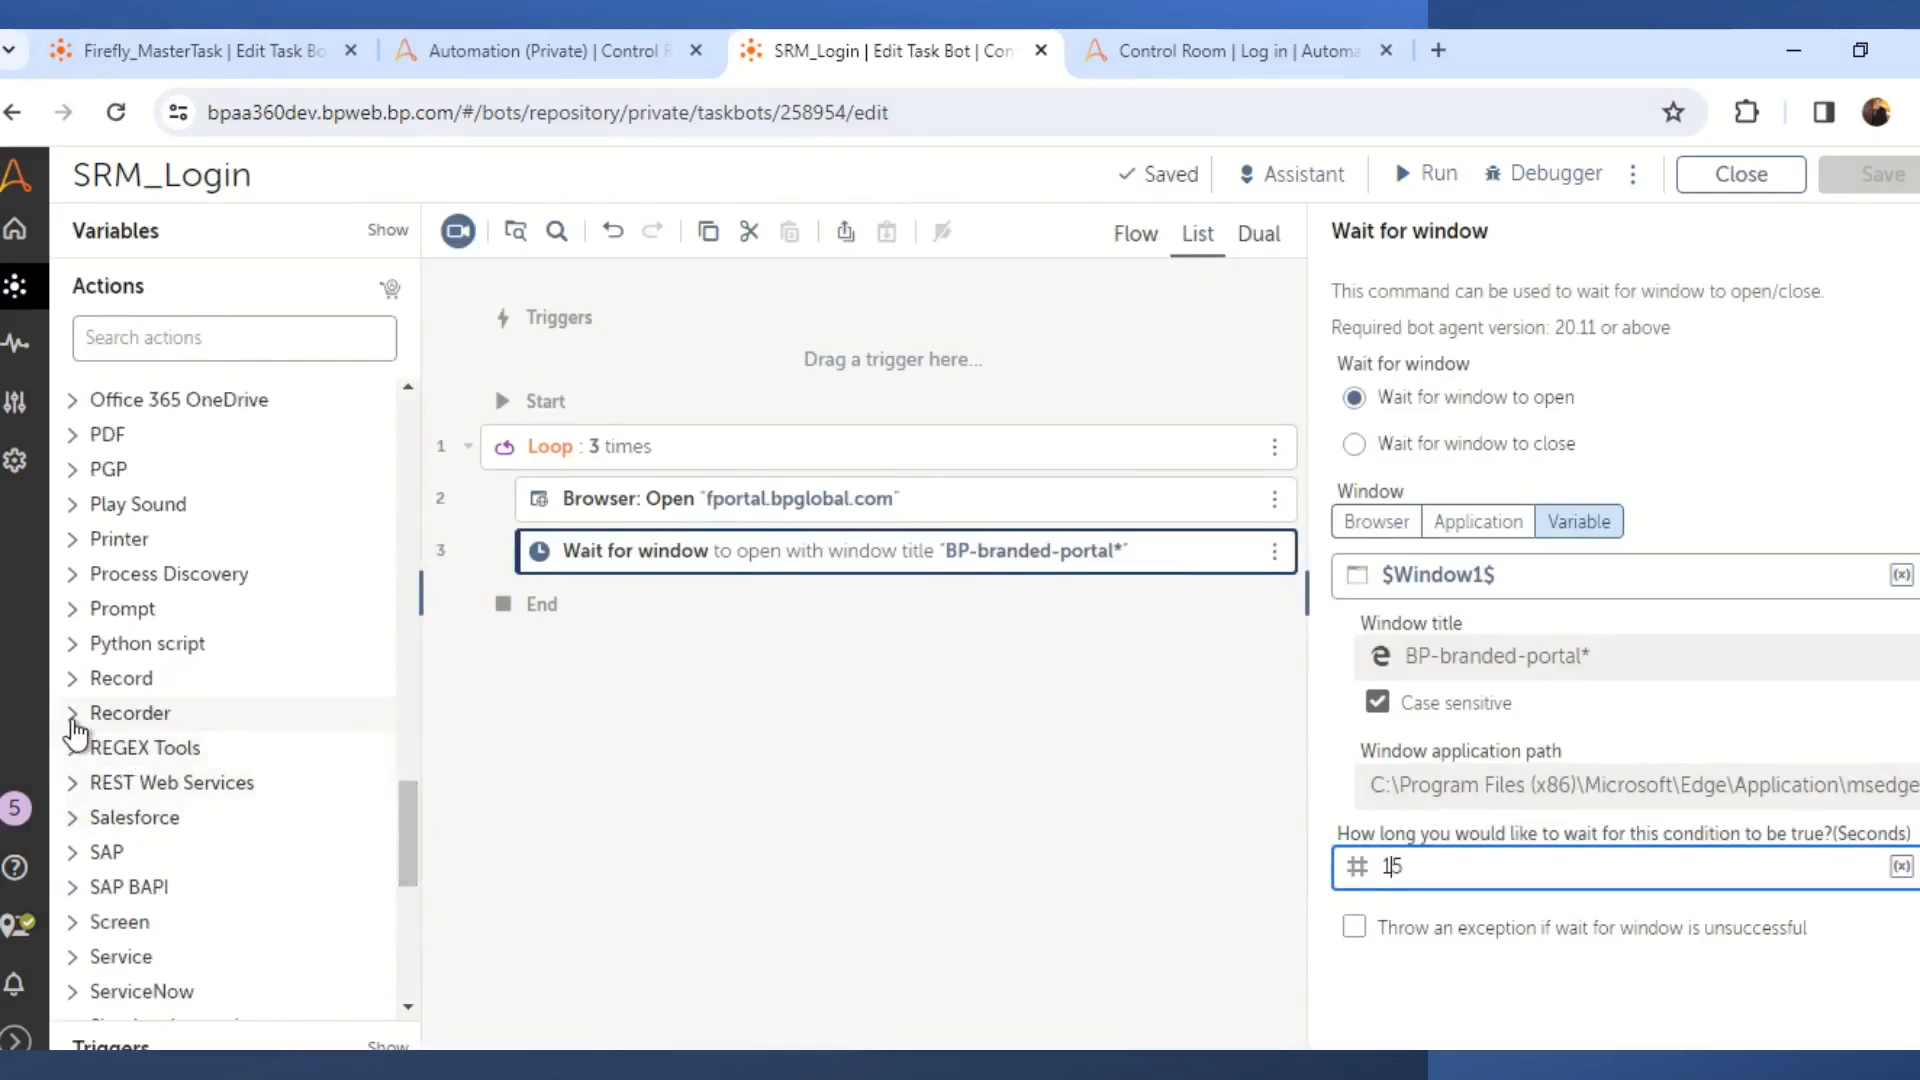 Firefly_MasterTask | Edit Task Bo
Automation (Private) | Control R
SRM_Login | Edit Task Bot | Con
Control Room | Log in | Automa
bpaa360dev.bpweb.bp.com/#/bots/repository/private/taskbots/258954/edit
SRM_Login
Saved
Assistant
Run
Debugger
Close
Save
Variables
Show
Flow
List
Dual
Wait for window
Actions
Search actions
Office 365 OneDrive
PDF
PGP
Play Sound
Printer
Process Discovery
Prompt
Python script
Record
Recorder
REGEX Tools
REST Web Services
Salesforce
SAP
SAP BAPI
Screen
Service
ServiceNow
Triggers
Show
5
Triggers
Drag a trigger here...
Start
1 Loop : 3 times
2 Browser: Open "fportal.bpglobal.com"
3 Wait for window to open with window title "BP-branded-portal*"
End
This command can be used to wait for window to open/close.
Required bot agent version: 20.11 or above
Wait for window
Wait for window to open
Wait for window to close
Window
Browser
Application
Variable
$Window1$
(x)
Window title
BP-branded-portal*
Case sensitive
Window application path
C:\Program Files (x86)\Microsoft\Edge\Application\msedge
How long you would like to wait for this condition to be true?(Seconds)
15
(x)
Throw an exception if wait for window is unsuccessful